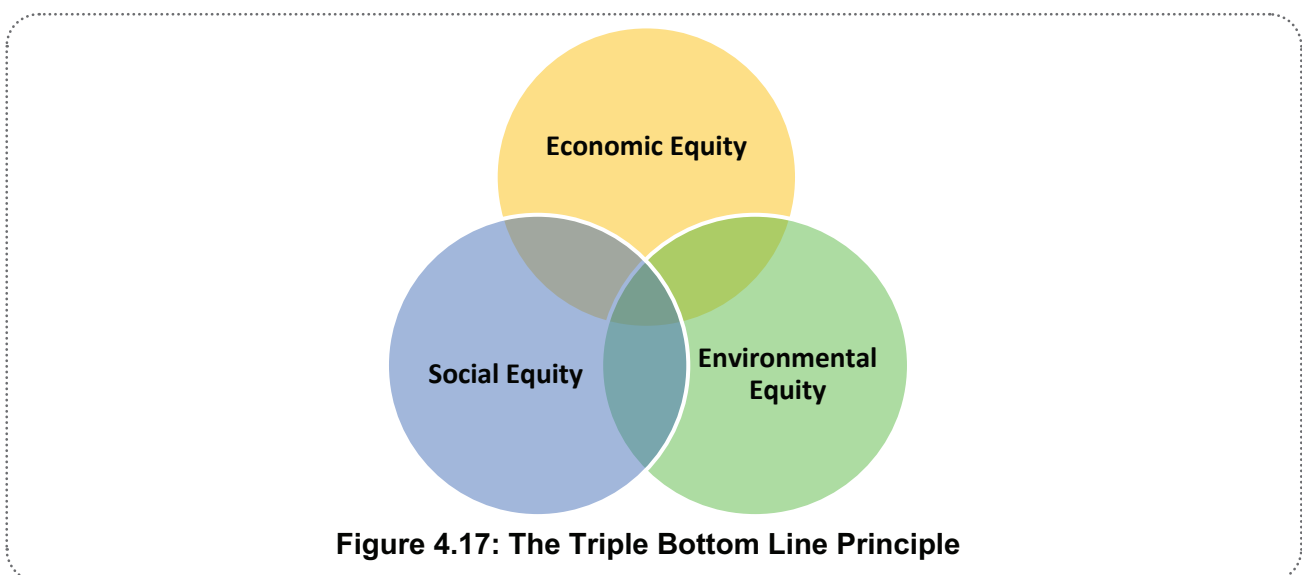 Economic Equity
Social Equity
Environmental
Equity
Figure 4.17: The Triple Bottom Line Principle